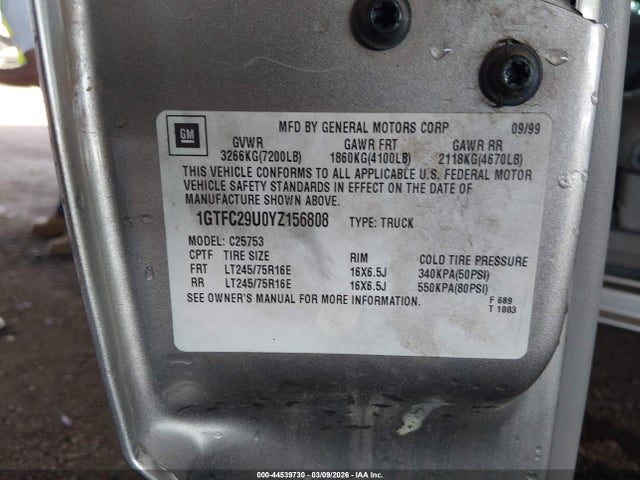 GM
MFD BY GENERAL MOTORS CORP 09/99
GVWR GAWR FRT GAWR RR
3266KG(7200LB) 1860KG(4100LB) 2118KG(4670LB)
THIS VEHICLE CONFORMS TO ALL APPLICABLE U.S. FEDERAL MOTOR
VEHICLE SAFETY STANDARDS IN EFFECT ON THE DATE OF
MANUFACTURE SHOWN ABOVE.
1GTFC29U0YZ156808 TYPE: TRUCK
MODEL: C25753
CPTF TIRE SIZE RIM COLD TIRE PRESSURE
FRT LT245/75R16E 16X6.5J 340KPA(50PSI)
RR LT245/75R16E 16X6.5J 550KPA(80PSI)
SEE OWNER'S MANUAL FOR MORE INFORMATION.
F 689
T 1003
000-44539730 - 03/09/2026 - IAA Inc.